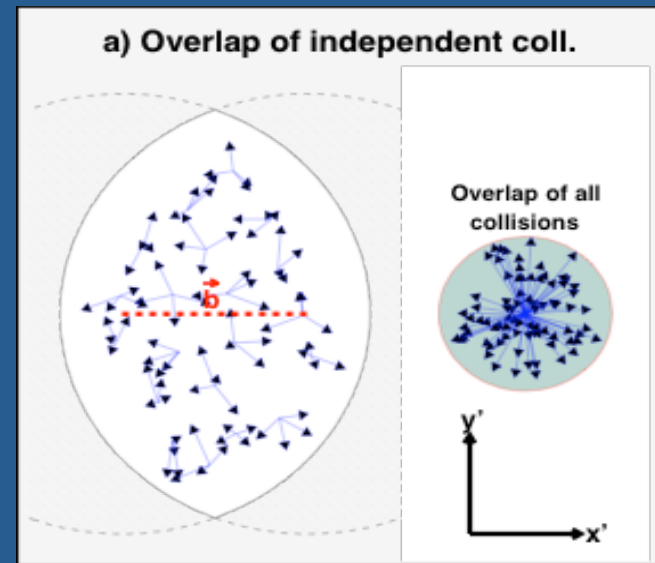 a) Overlap of independent coll.
Overlap of all
collisions
b
y'
x'